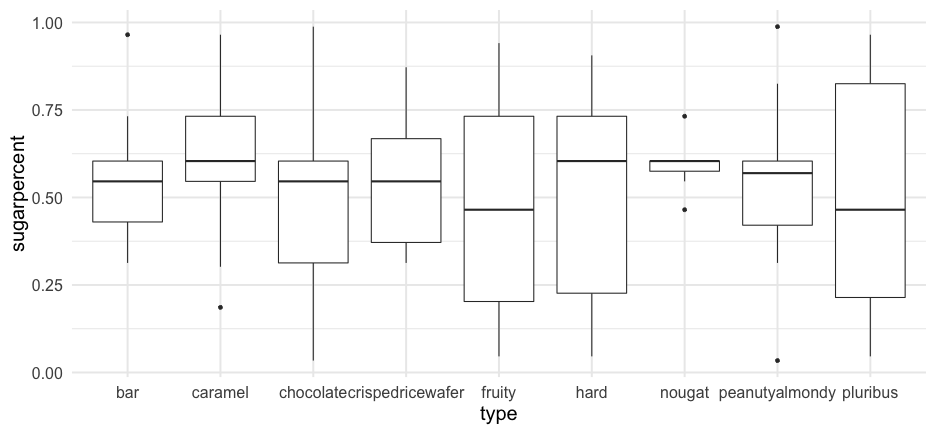 1.00
0.75
0.50
0.25
0.00
sugarpercent
bar caramel chocolatecrispedricewafer fruity hard nougat peanutyalmondy pluribus
type